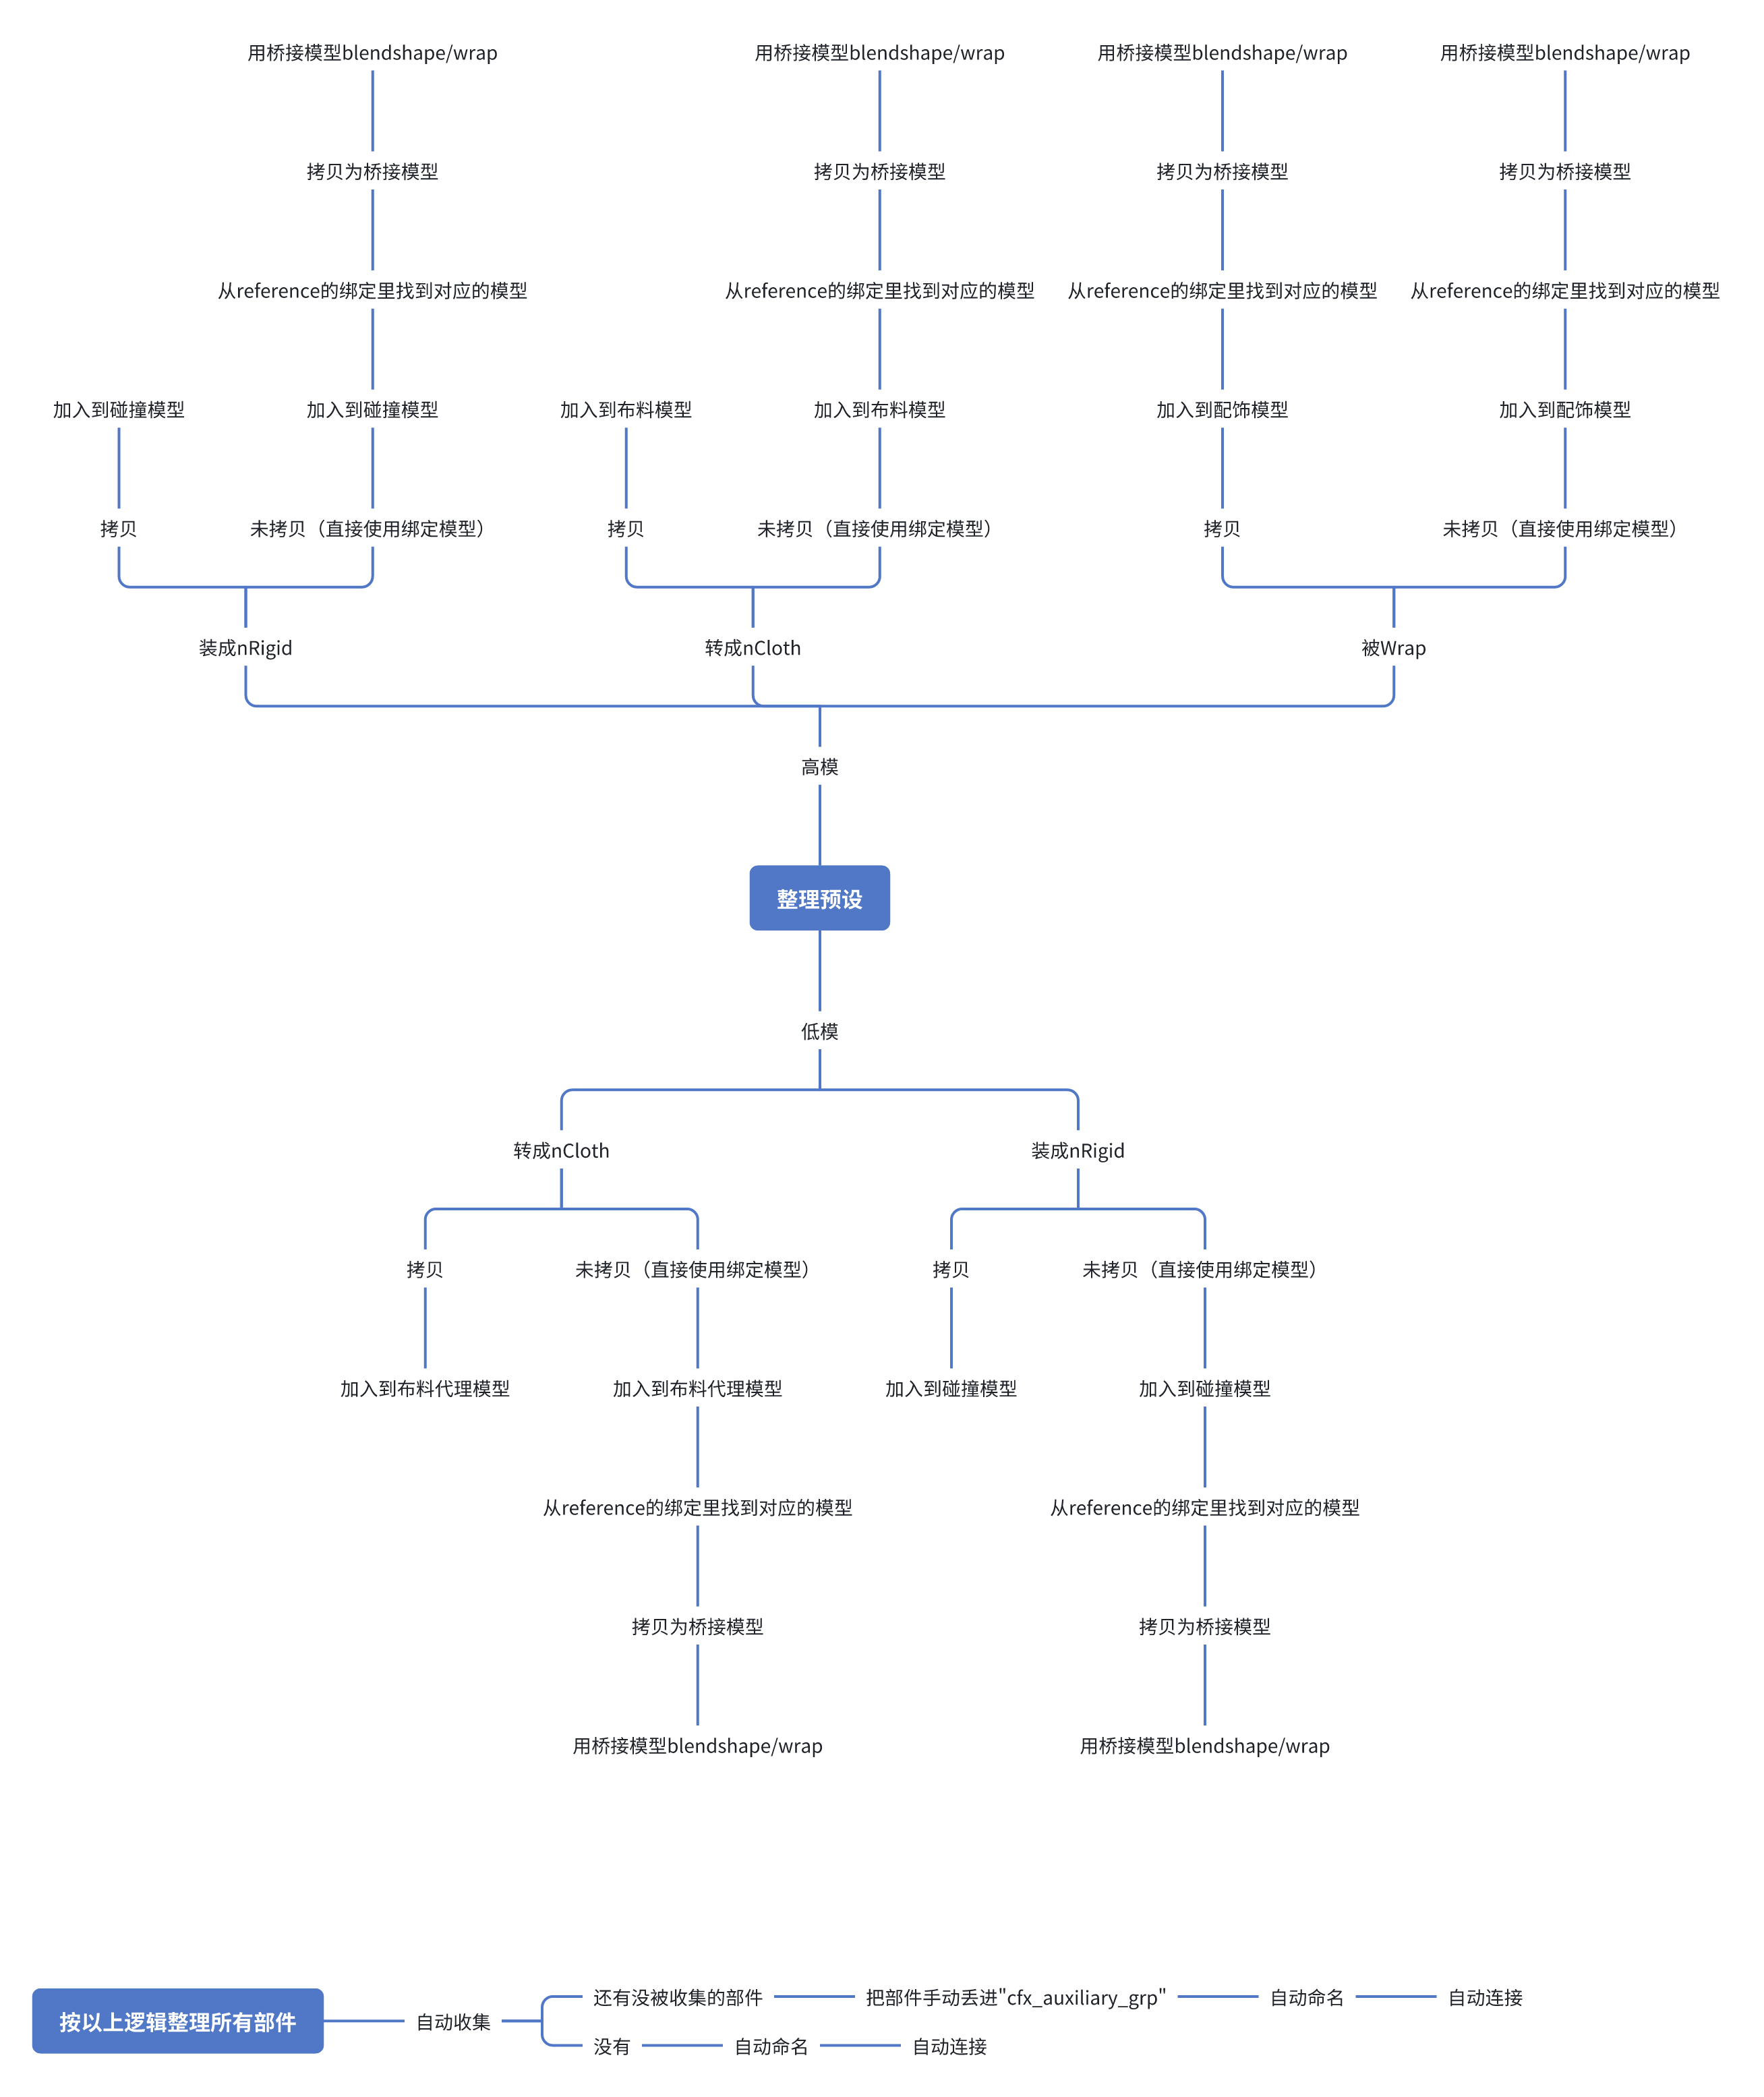 用桥接模型blendshape/wrap
用桥接模型blendshape/wrap
用桥接模型blendshape/wrap
用桥接模型blendshape/wrap
拷贝为桥接模型
拷贝为桥接模型
拷贝为桥接模型
拷贝为桥接模型
从reference的绑定里找到对应的模型
从reference的绑定里找到对应的模型
从reference的绑定里找到对应的模型
从reference的绑定里找到对应的模型
加入到碰撞模型
加入到碰撞模型
加入到布料模型
加入到布料模型
加入到配饰模型
加入到配饰模型
拷贝
未拷贝（直接使用绑定模型）
拷贝
未拷贝（直接使用绑定模型）
拷贝
未拷贝（直接使用绑定模型）
装成nRigid
转成nCloth
被Wrap
高模
整理预设
低模
转成nCloth
装成nRigid
拷贝
未拷贝（直接使用绑定模型）
拷贝
未拷贝（直接使用绑定模型）
加入到布料代理模型
加入到布料代理模型
加入到碰撞模型
加入到碰撞模型
从reference的绑定里找到对应的模型
从reference的绑定里找到对应的模型
拷贝为桥接模型
拷贝为桥接模型
用桥接模型blendshape/wrap
用桥接模型blendshape/wrap
按以上逻辑整理所有部件
自动收集
还有没被收集的部件
把部件手动丢进"cfx_auxiliary_grp"
自动命名
自动连接
没有
自动命名
自动连接